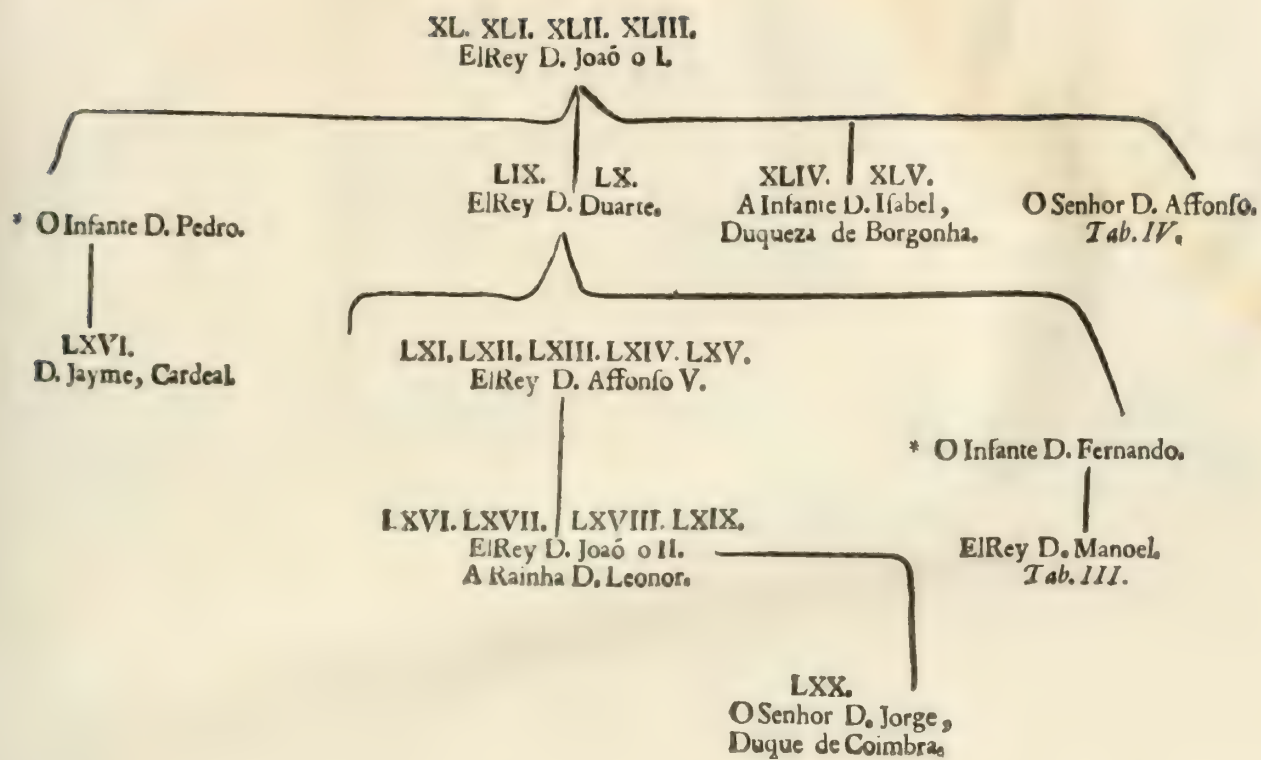 XL. XLI. XLII. XLIII.
ElRey D. Joaõ o I.
LIX. LX.
ElRey D. Duarte.
XLIV. XLV.
A Infante D. Iſabel,
Duqueza de Borgonha.
O Senhor D. Affonſo.
Tab. IV.
* O Infante D. Pedro.
LXVI.
D. Jayme, Cardeal.
LXI. LXII. LXIII. LXIV. LXV.
ElRey D. Affonſo V.
* O Infante D. Fernando.
LXVI. LXVII. LXVIII. LXIX.
ElRey D. Joaõ o II.
A Rainha D. Leonor.
ElRey D. Manoel.
Tab. III.
LXX.
O Senhor D. Jorge,
Duque de Coimbra.